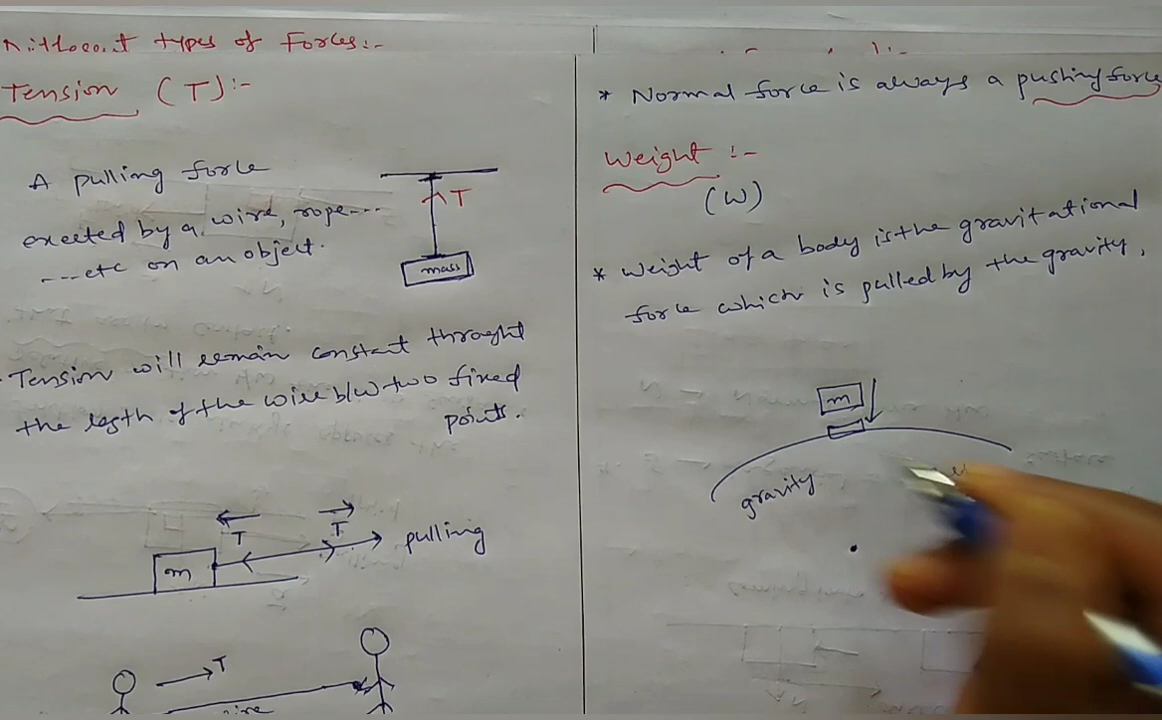 types of Forces:-
Tension (T):-
A pulling force
exerted by a wire, rope---
---etc on an object.
T
mass
Tension will remain constant throught
the legth of the wire b/w two fixed
points.
T
T
pulling
m
T
wire
* Normal force is always a pushing force
Weight :-
(W)
* Weight of a body is the gravitational
force which is pulled by the gravity,
m
gravity